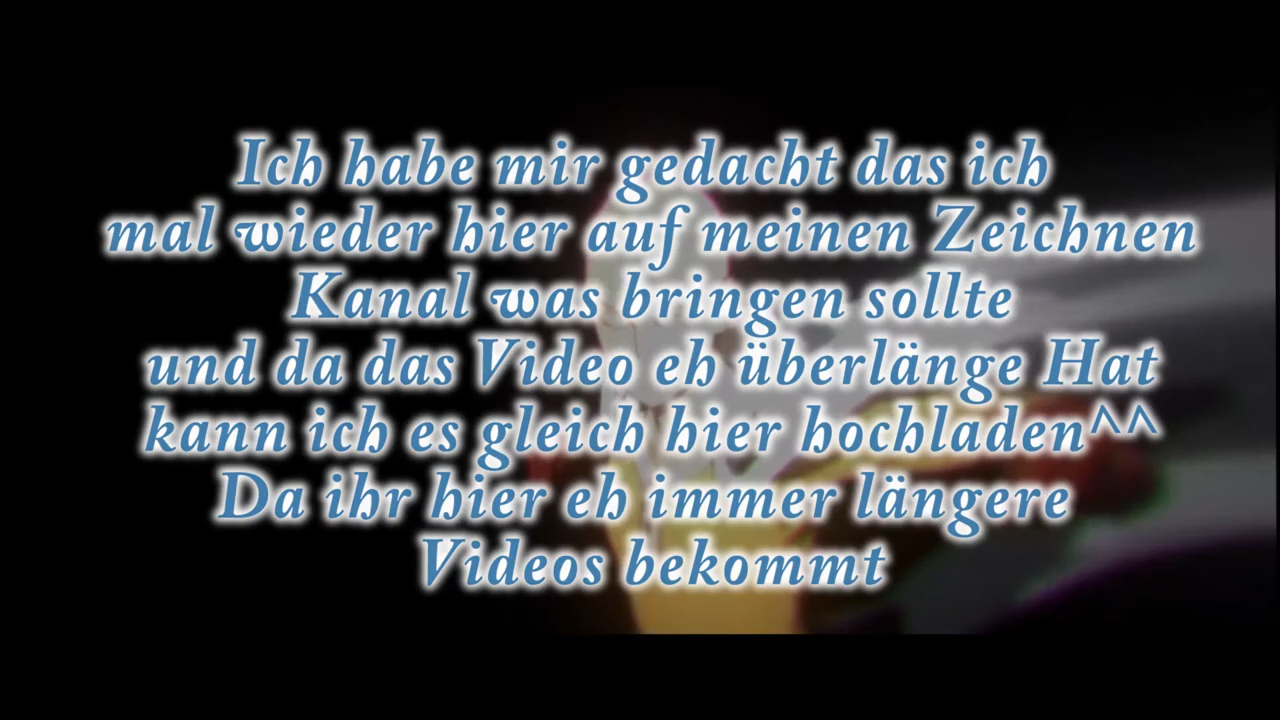 Ich habe mir gedacht das ich
mal wieder hier auf meinen Zeichnen
Kanal was bringen sollte
und da das Video eh überlänge Hat
kann ich es gleich hier hochladen^^
Da ihr hier eh immer längere
Videos bekommt